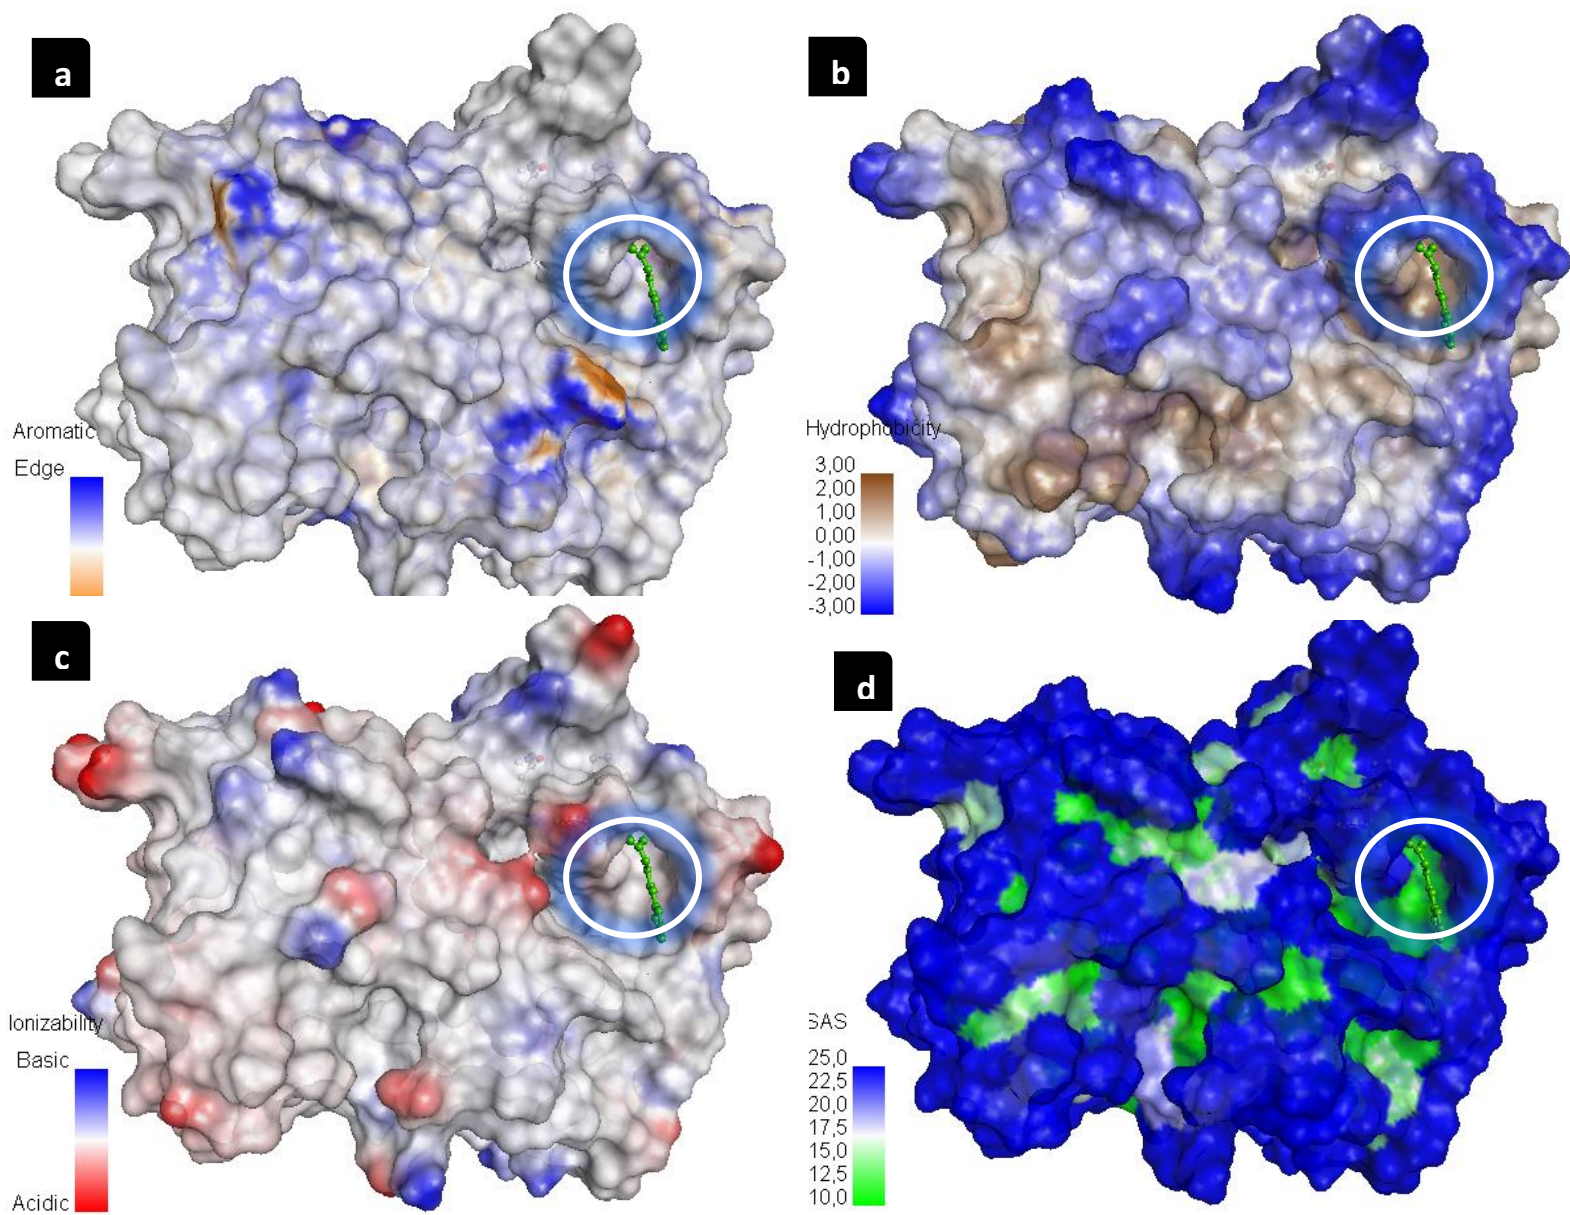 a
Aromatic
Edge
b
Hydrophobicity
3,00
2,00
1,00
0,00
-1,00
-2,00
-3,00
c
Ionizability
Basic
Acidic
d
SAS
25,0
22,5
20,0
17,5
15,0
12,5
10,0